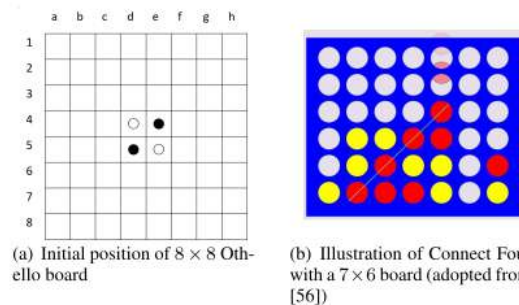 a b c d e f g h
1
2
3
4
5
6
7
8
(a) Initial position of 8 × 8 Oth-
ello board
(b) Illustration of Connect Fou
with a 7×6 board (adopted from
[56])